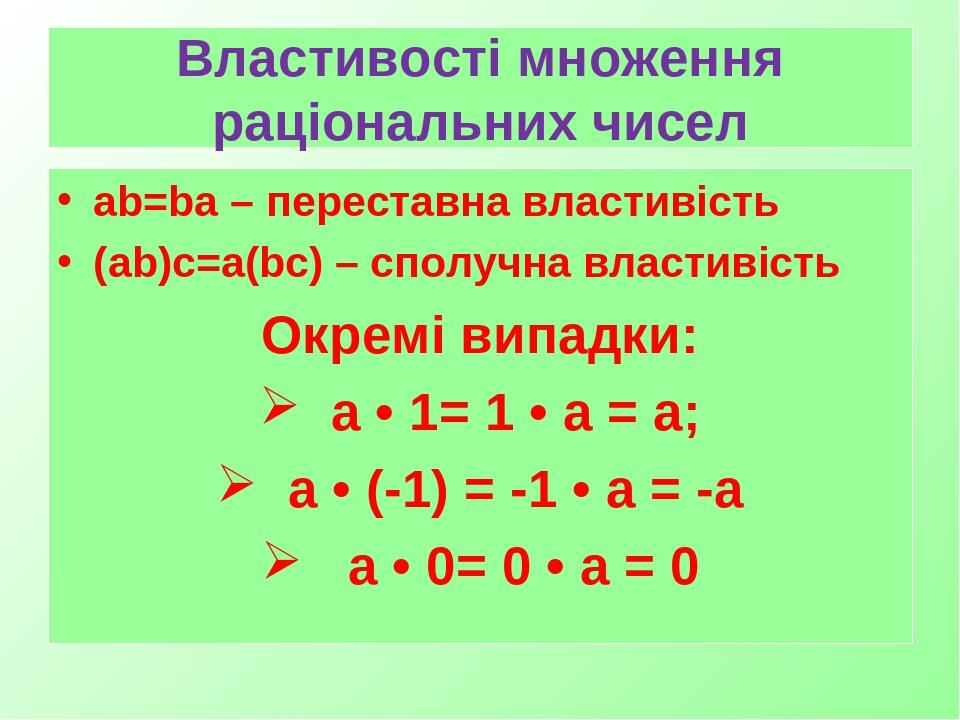 Властивості множення
раціональних чисел
• ab=ba – переставна властивість
• (ab)c=a(bc) – сполучна властивість
Окремі випадки:
➢ a • 1= 1 • a = a;
➢ a • (-1) = -1 • a = -a
➢ a • 0= 0 • a = 0